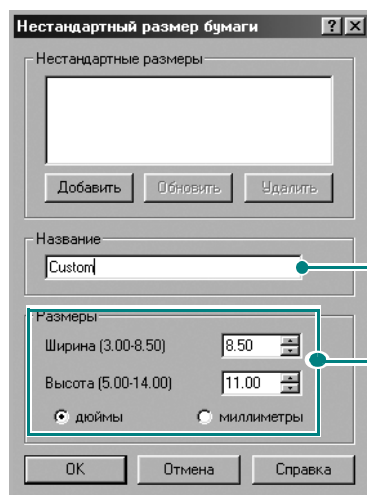 Нестандартный размер бумаги
Нестандартные размеры
Добавить Обновить Удалить
Название
Custom
Размеры
Ширина (3.00-8.50) 8.50
Высота (5.00-14.00) 11.00
дюймы миллиметры
OK Отмена Справка